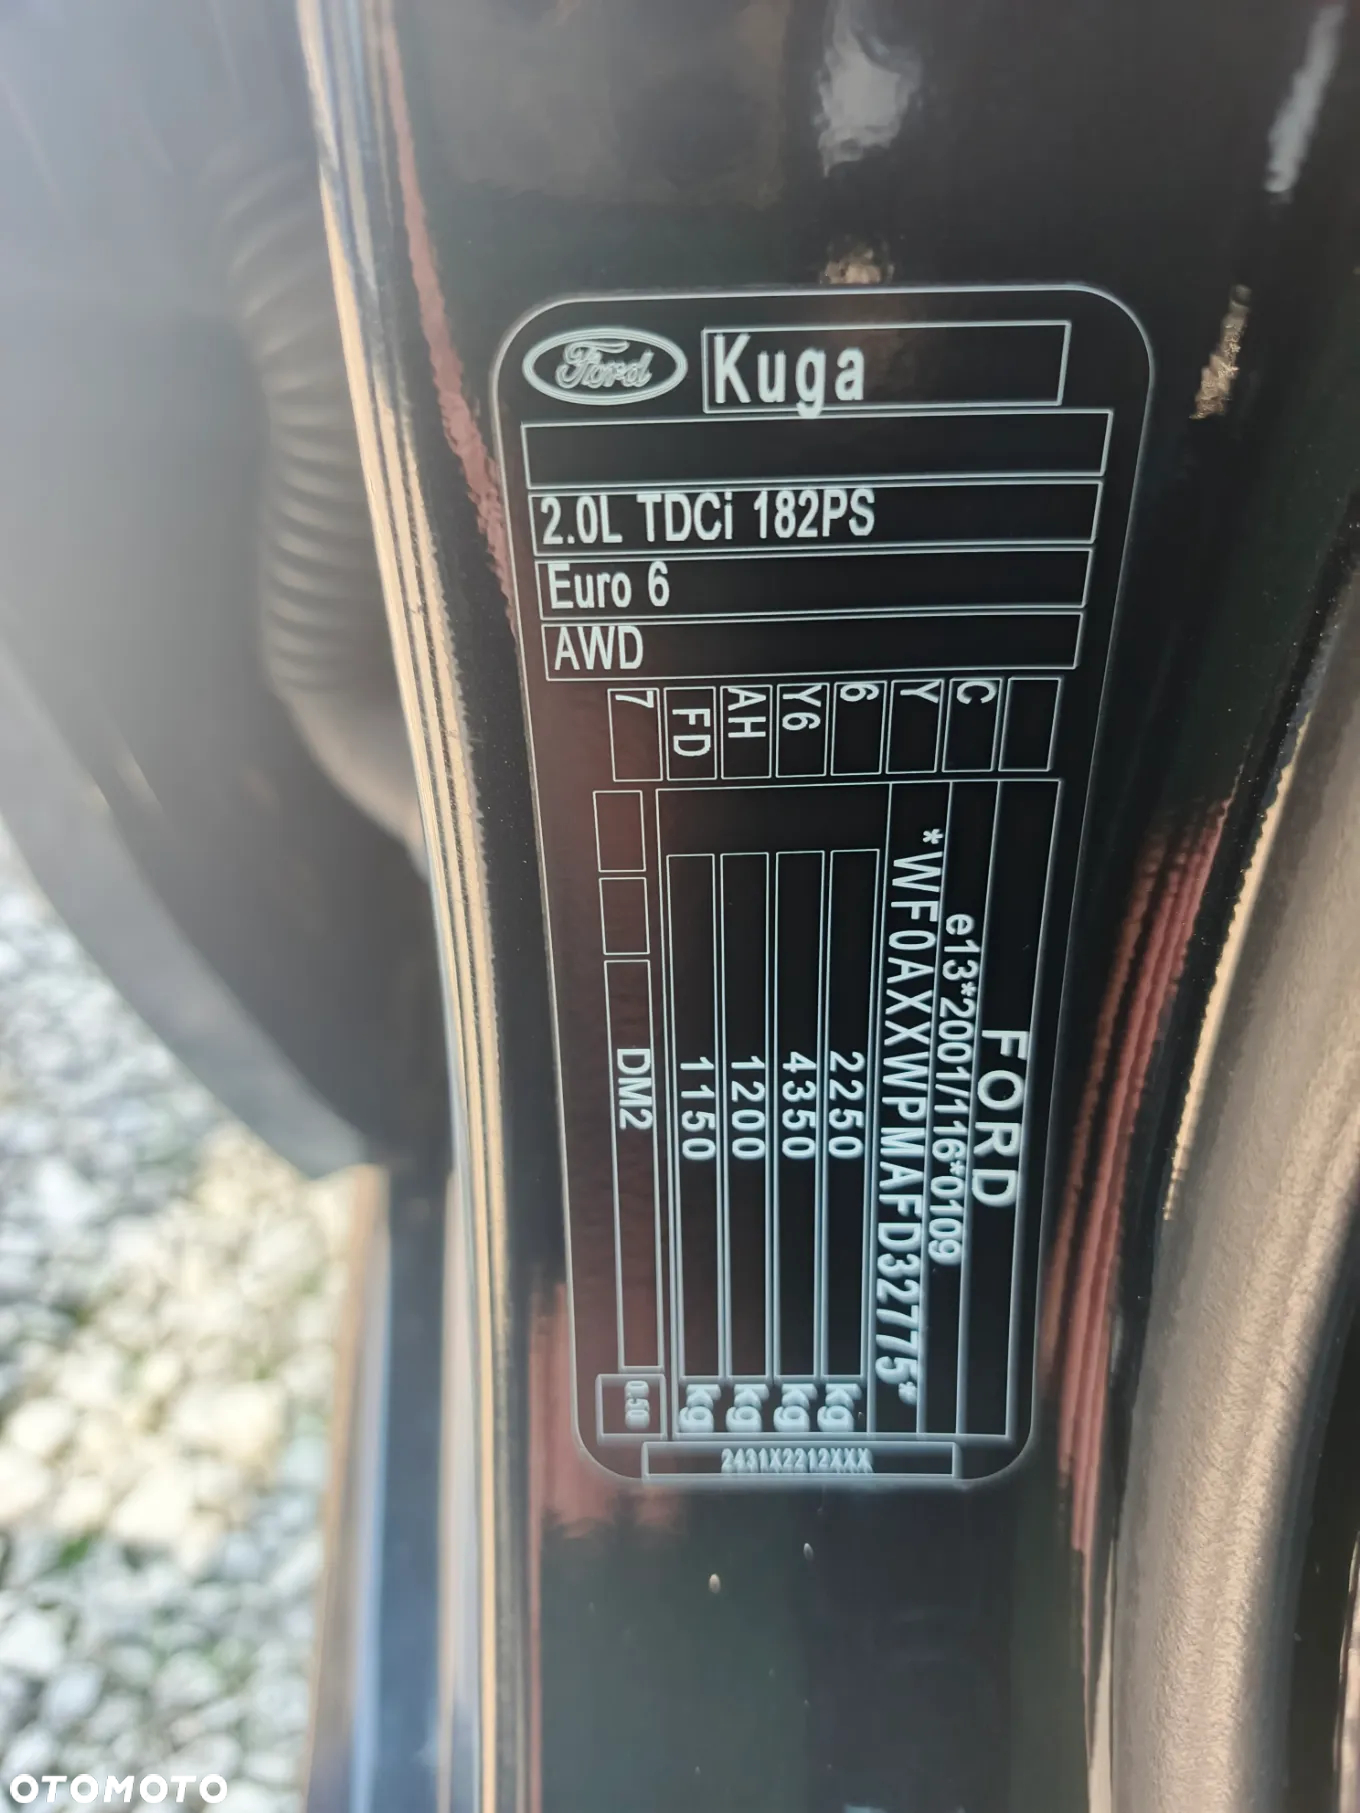 Ford
Kuga
2.0L TDCi 182PS
Euro 6
AWD
C
Y
6
Y6
AH
FD
7
FORD
e13*2001/116*0109
*WF0AXXWPMAFD32775*
2250 kg
4350 kg
1200 kg
1150 kg
DM2
0.50
2431X2212XXX
OTOMOTO